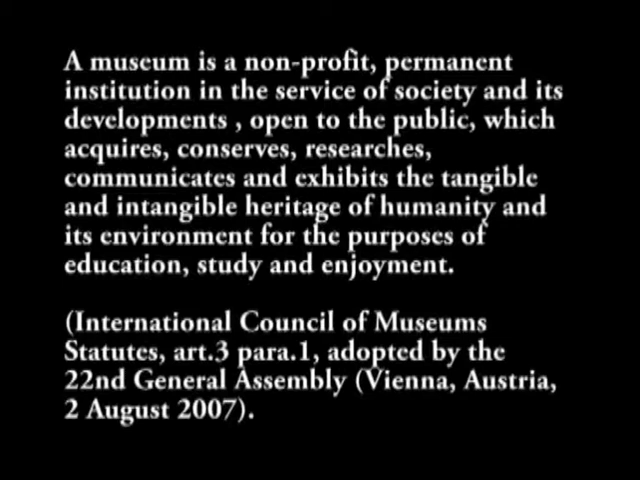 A museum is a non-profit, permanent
institution in the service of society and its
developments , open to the public, which
acquires, conserves, researches,
communicates and exhibits the tangible
and intangible heritage of humanity and
its environment for the purposes of
education, study and enjoyment.
(International Council of Museums
Statutes, art.3 para.1, adopted by the
22nd General Assembly (Vienna, Austria,
2 August 2007).